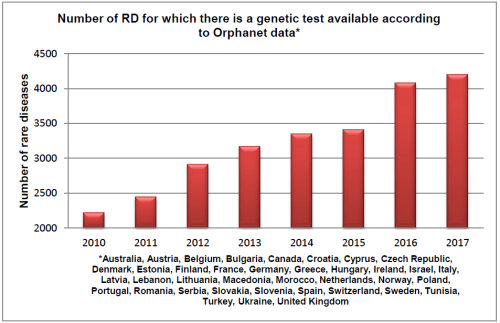 Number of RD for which there is a genetic test available according
to Orphanet data*
Number of rare diseases
4500
4000
3500
3000
2500
2000
2010 2011 2012 2013 2014 2015 2016 2017
*Australia, Austria, Belgium, Bulgaria, Canada, Croatia, Cyprus, Czech Republic,
Denmark, Estonia, Finland, France, Germany, Greece, Hungary, Ireland, Israel, Italy,
Latvia, Lebanon, Lithuania, Macedonia, Morocco, Netherlands, Norway, Poland,
Portugal, Romania, Serbia, Slovakia, Slovenia, Spain, Switzerland, Sweden, Tunisia,
Turkey, Ukraine, United Kingdom